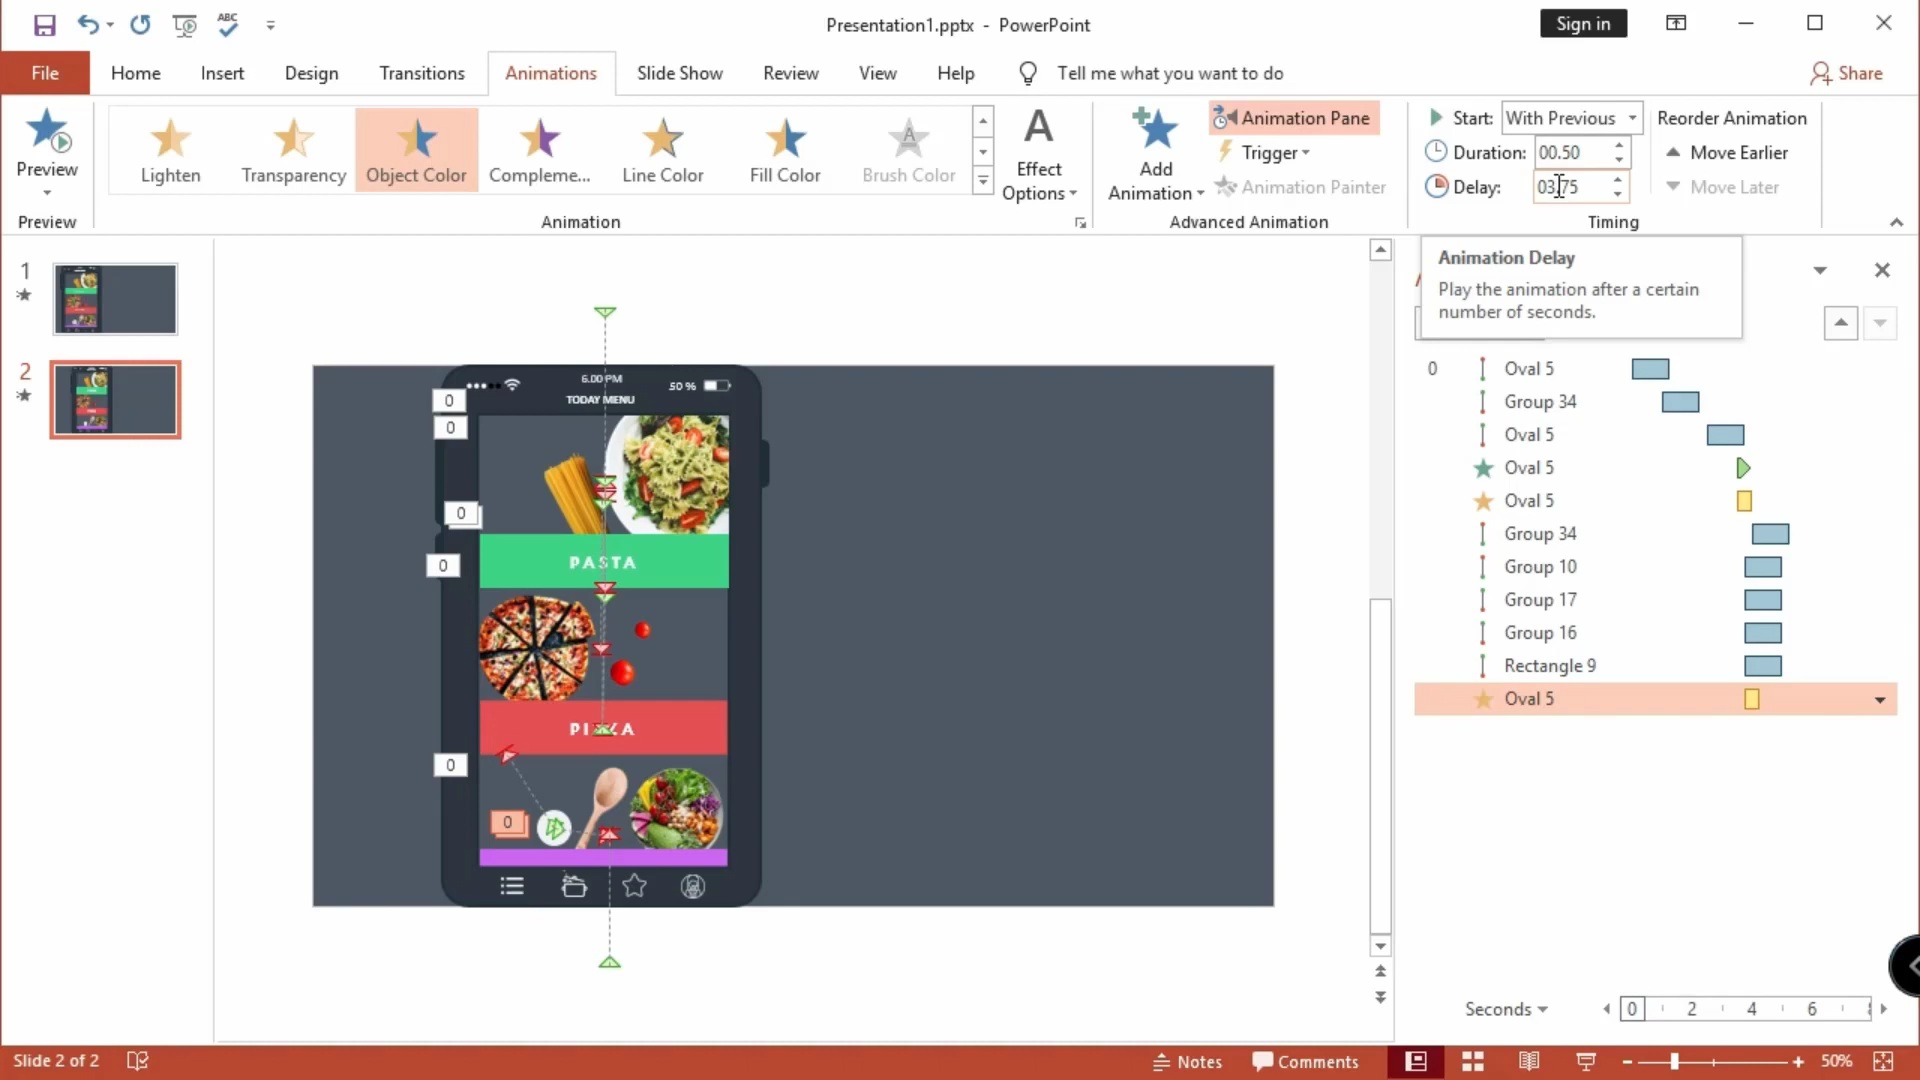 ABC
Presentation1.pptx - PowerPoint
Sign in
File Home Insert Design Transitions Animations Slide Show Review View Help Tell me what you want to do Share
Preview
Lighten
Transparency
Object Color
Compleme...
Line Color
Fill Color
Brush Color
Effect Options
Add Animation
Animation Pane
Trigger
Animation Painter
Start: With Previous
Duration: 00.50
Delay: 03.75
Reorder Animation
Move Earlier
Move Later
Preview
Animation
Advanced Animation
Timing
Animation Delay
Play the animation after a certain
number of seconds.
1
2
6.00 PM
50 %
TODAY MENU
0
0
0
0
0
0
PASTA
PIZZA
0 Oval 5
Group 34
Oval 5
Oval 5
Oval 5
Group 34
Group 10
Group 17
Group 16
Rectangle 9
Oval 5
Seconds 0 2 4 6
Slide 2 of 2
Notes
Comments
50%